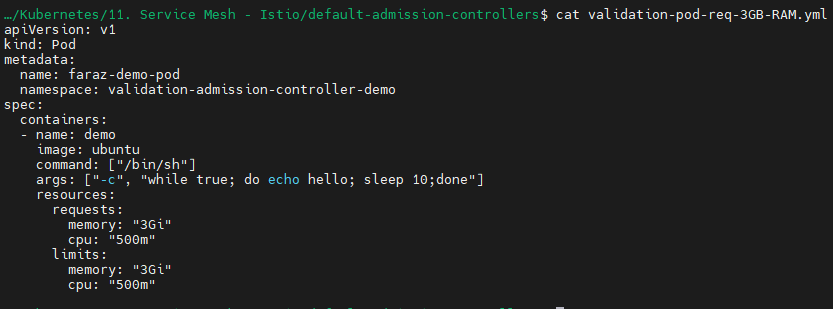 …/Kubernetes/11. Service Mesh - Istio/default-admission-controllers$ cat validation-pod-req-3GB-RAM.yml
apiVersion: v1
kind: Pod
metadata:
  name: faraz-demo-pod
  namespace: validation-admission-controller-demo
spec:
  containers:
  - name: demo
    image: ubuntu
    command: ["/bin/sh"]
    args: ["-c", "while true; do echo hello; sleep 10;done"]
    resources:
      requests:
        memory: "3Gi"
        cpu: "500m"
      limits:
        memory: "3Gi"
        cpu: "500m"